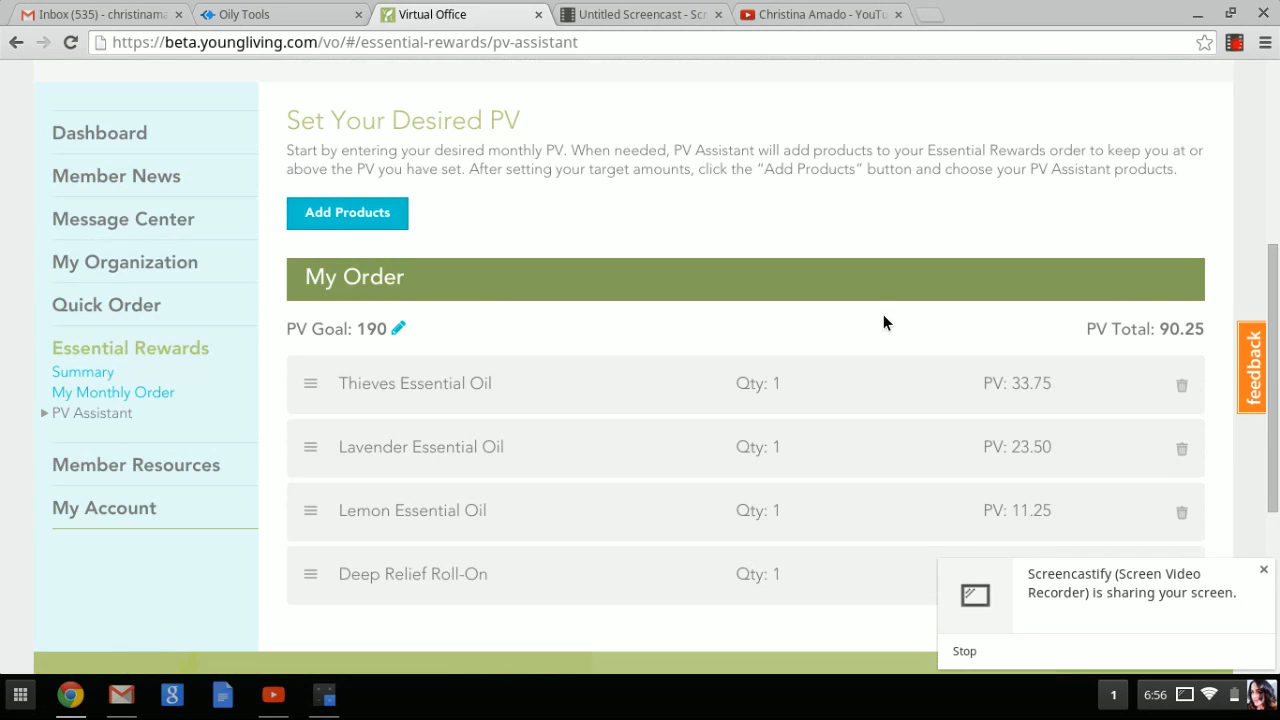 Inbox (535) - christinama
Oily Tools
Virtual Office
Untitled Screencast - Scr
Christina Amado - YouTu
https://beta.youngliving.com/vo/#/essential-rewards/pv-assistant
Dashboard
Member News
Message Center
My Organization
Quick Order
Essential Rewards
Summary
My Monthly Order
PV Assistant
Member Resources
My Account
Set Your Desired PV
Start by entering your desired monthly PV. When needed, PV Assistant will add products to your Essential Rewards order to keep you at or
above the PV you have set. After setting your target amounts, click the “Add Products” button and choose your PV Assistant products.
Add Products
My Order
PV Goal: 190
PV Total: 90.25
Thieves Essential Oil Qty: 1 PV: 33.75
Lavender Essential Oil Qty: 1 PV: 23.50
Lemon Essential Oil Qty: 1 PV: 11.25
Deep Relief Roll-On Qty: 1
feedback
Screencastify (Screen Video
Recorder) is sharing your screen.
Stop
1
6:56